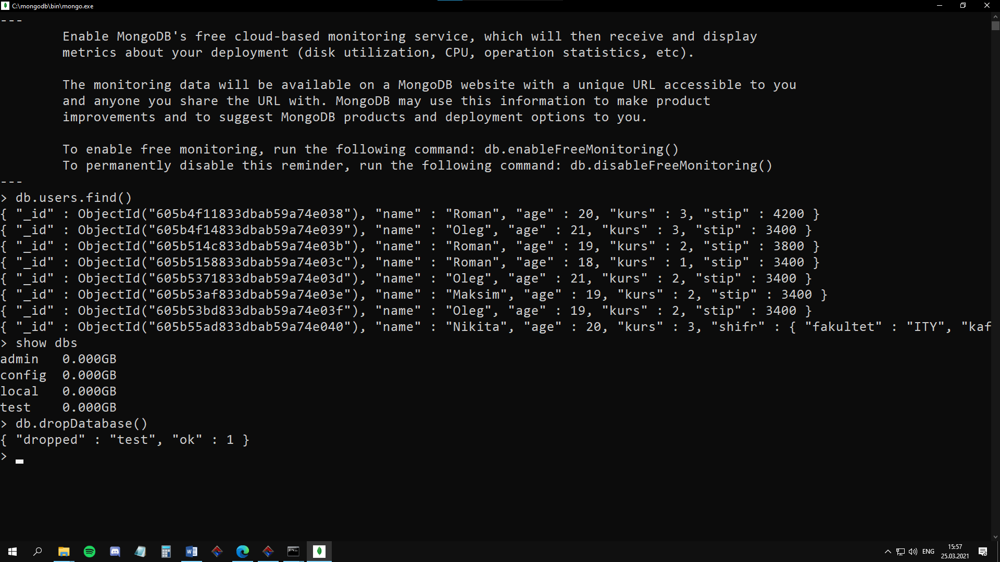 C:\mongodb\bin\mongo.exe
---
Enable MongoDB's free cloud-based monitoring service, which will then receive and display
metrics about your deployment (disk utilization, CPU, operation statistics, etc).
The monitoring data will be available on a MongoDB website with a unique URL accessible to you
and anyone you share the URL with. MongoDB may use this information to make product
improvements and to suggest MongoDB products and deployment options to you.
To enable free monitoring, run the following command: db.enableFreeMonitoring()
To permanently disable this reminder, run the following command: db.disableFreeMonitoring()
---
> db.users.find()
{ "_id" : ObjectId("605b4f11833dbab59a74e038"), "name" : "Roman", "age" : 20, "kurs" : 3, "stip" : 4200 }
{ "_id" : ObjectId("605b4f14833dbab59a74e039"), "name" : "Oleg", "age" : 21, "kurs" : 3, "stip" : 3400 }
{ "_id" : ObjectId("605b514c833dbab59a74e03b"), "name" : "Roman", "age" : 19, "kurs" : 2, "stip" : 3800 }
{ "_id" : ObjectId("605b5158833dbab59a74e03c"), "name" : "Roman", "age" : 18, "kurs" : 1, "stip" : 3400 }
{ "_id" : ObjectId("605b5371833dbab59a74e03d"), "name" : "Oleg", "age" : 21, "kurs" : 2, "stip" : 3400 }
{ "_id" : ObjectId("605b53af833dbab59a74e03e"), "name" : "Maksim", "age" : 19, "kurs" : 2, "stip" : 3400 }
{ "_id" : ObjectId("605b53bd833dbab59a74e03f"), "name" : "Oleg", "age" : 19, "kurs" : 2, "stip" : 3400 }
{ "_id" : ObjectId("605b55ad833dbab59a74e040"), "name" : "Nikita", "age" : 20, "kurs" : 3, "shifr" : { "fakultet" : "ITY", "kaf
> show dbs
admin   0.000GB
config  0.000GB
local   0.000GB
test    0.000GB
> db.dropDatabase()
{ "dropped" : "test", "ok" : 1 }
>
ENG
15:57
25.03.2021